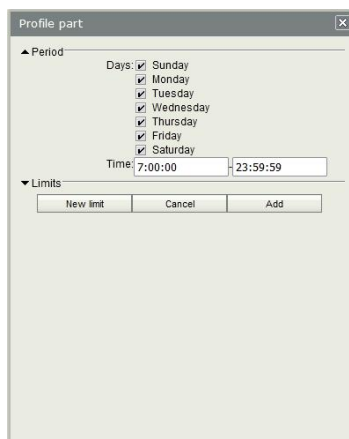 Profile part
Period
Days: Sunday
Monday
Tuesday
Wednesday
Thursday
Friday
Saturday
Time: 7:00:00 - 23:59:59
Limits
New limit Cancel Add